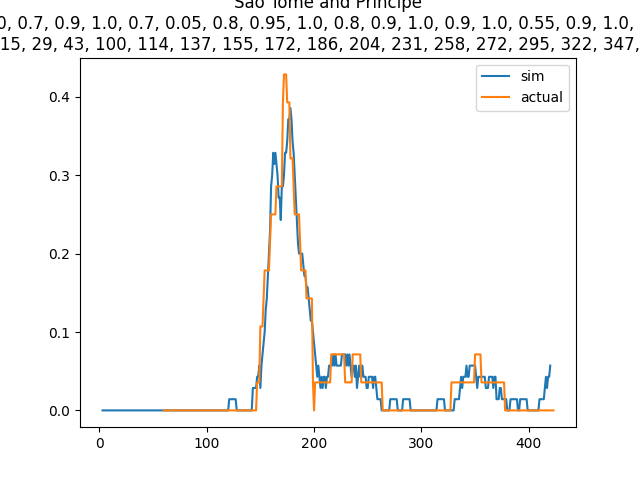 Sao Tome and Principe
0, 0.7, 0.9, 1.0, 0.7, 0.05, 0.8, 0.95, 1.0, 0.8, 0.9, 1.0, 0.9, 1.0, 0.55, 0.9, 1.0,
15, 29, 43, 100, 114, 137, 155, 172, 186, 204, 231, 258, 272, 295, 322, 347,
sim
actual
0.4
0.3
0.2
0.1
0.0
0 100 200 300 400